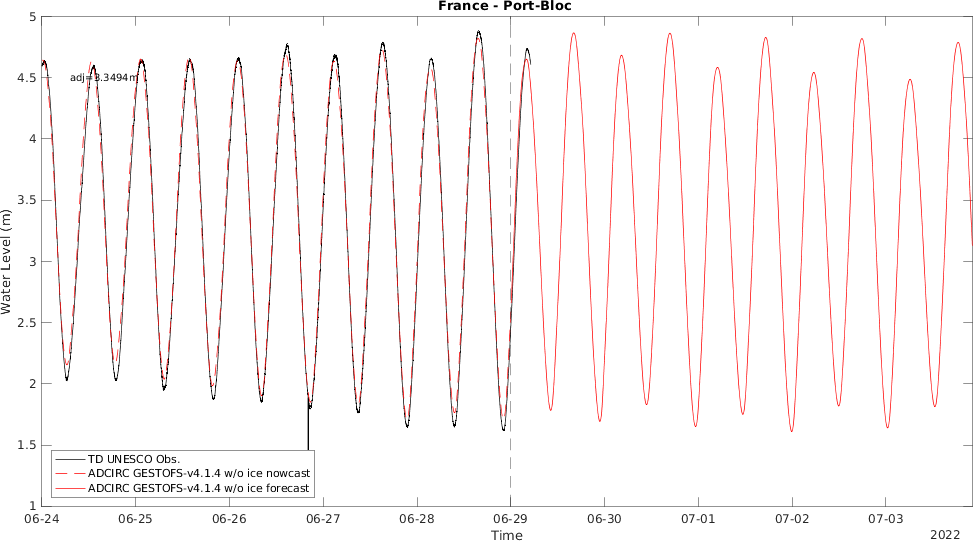 France - Port-Bloc
5
4.5
4
3.5
3
2.5
2
1.5
1
Water Level (m)
adj=3.3494m
TD UNESCO Obs.
ADCIRC GESTOFS-v4.1.4 w/o ice nowcast
ADCIRC GESTOFS-v4.1.4 w/o ice forecast
06-24 06-25 06-26 06-27 06-28 06-29 06-30 07-01 07-02 07-03
Time
2022